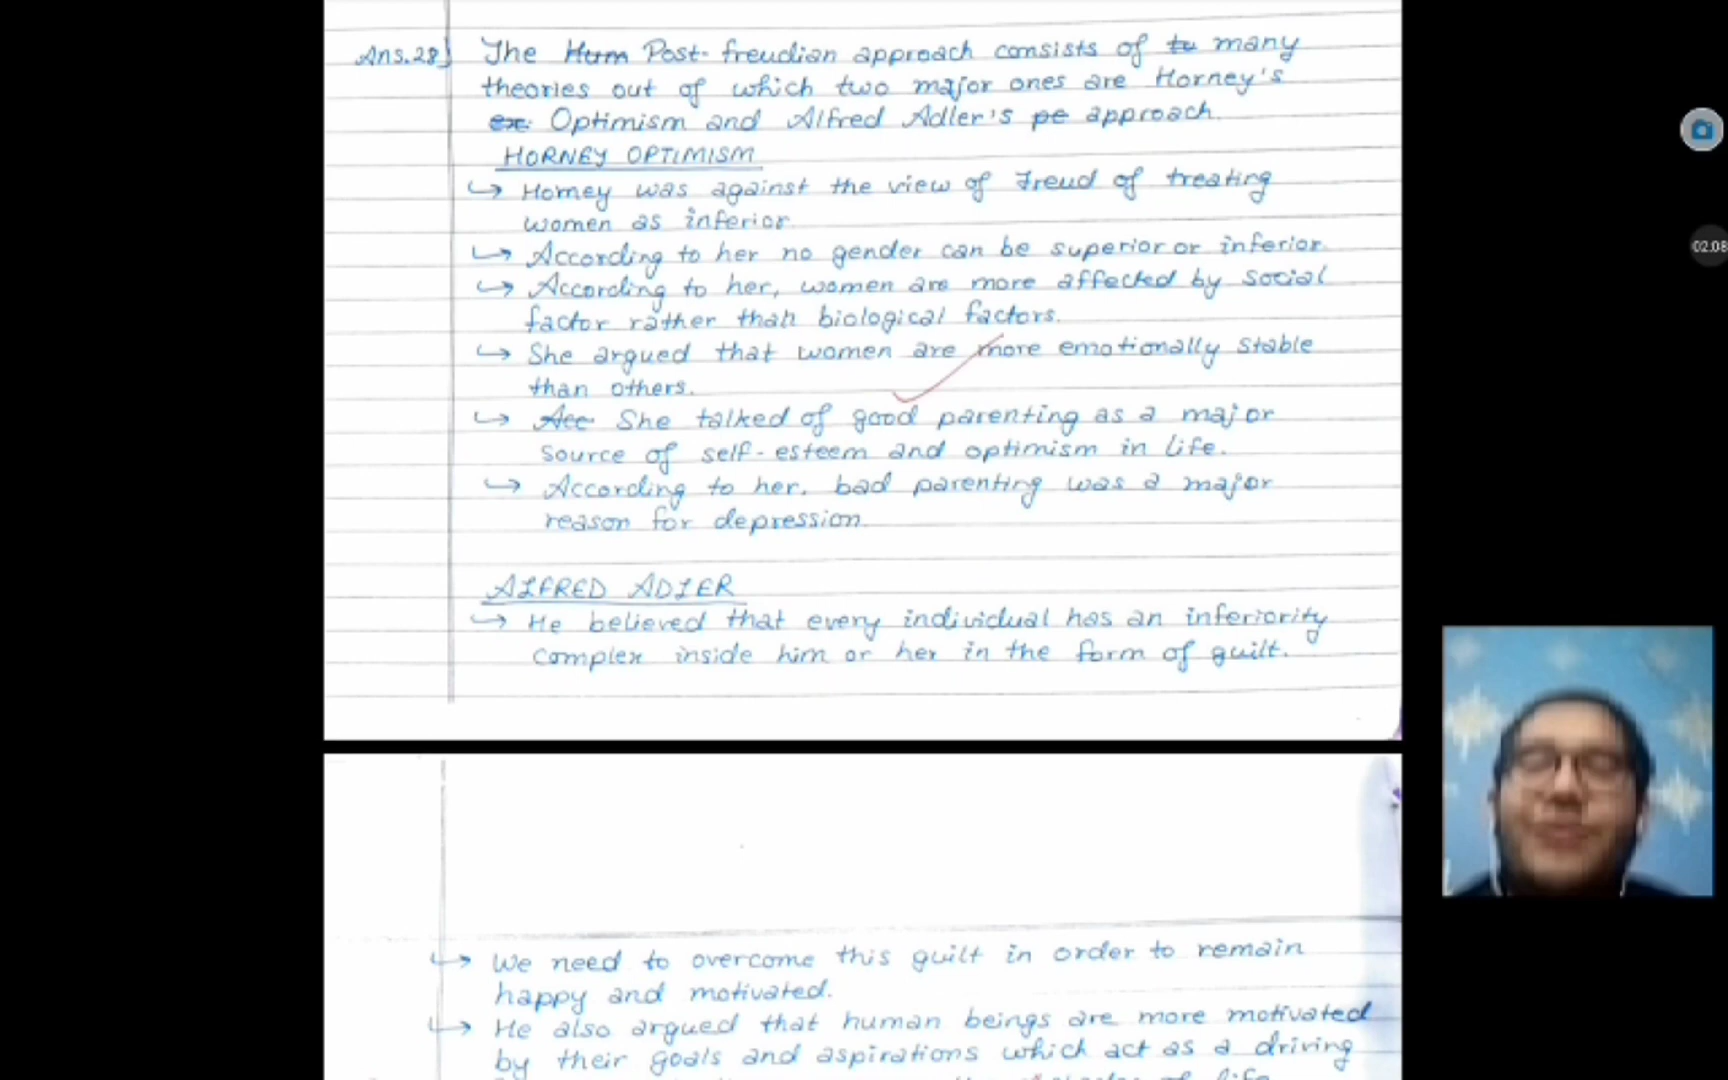 Ans.28) The Hum Post-freudian approach consists of to many
theories out of which two major ones are Horney's
ex. Optimism and Alfred Adler's pe approach.
HORNEY OPTIMISM
↪ Horney was against the view of Freud of treating
women as inferior.
↪ According to her no gender can be superior or inferior.
↪ According to her, women are more affected by social
factor rather than biological factors.
↪ She argued that women are more emotionally stable
than others.
↪ Acc She talked of good parenting as a major
source of self-esteem and optimism in life.
↪ According to her, bad parenting was a major
reason for depression.
ALFRED ADLER
↪ He believed that every individual has an inferiority
complex inside him or her in the form of guilt.
↪ We need to overcome this guilt in order to remain
happy and motivated.
↪ He also argued that human beings are more motivated
by their goals and aspirations which act as a driving
of life
02:08